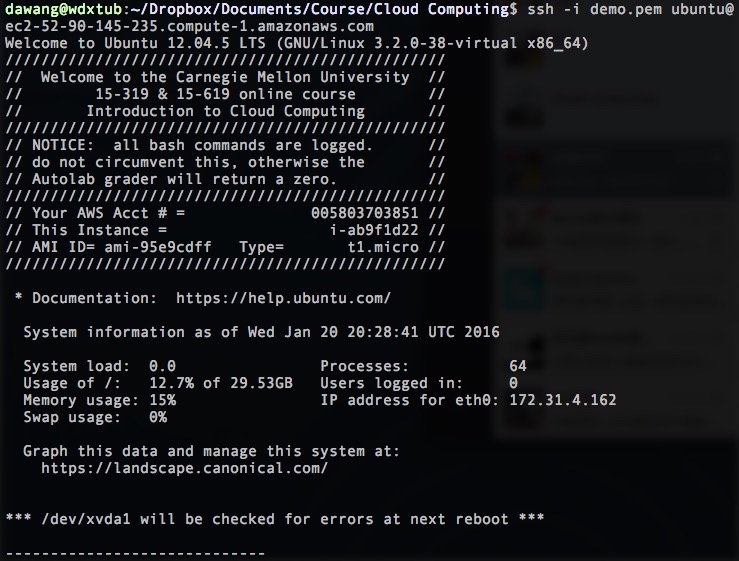 dawang@wdxtub:~/Dropbox/Documents/Course/Cloud Computing$ ssh -i demo.pem ubuntu@
ec2-52-90-145-235.compute-1.amazonaws.com
Welcome to Ubuntu 12.04.5 LTS (GNU/Linux 3.2.0-38-virtual x86_64)
/////////////////////////////////////////////////
//  Welcome to the Carnegie Mellon University  //
//        15-319 & 15-619 online course        //
//       Introduction to Cloud Computing       //
/////////////////////////////////////////////////
// NOTICE:  all bash commands are logged.      //
// do not circumvent this, otherwise the       //
// Autolab grader will return a zero.          //
/////////////////////////////////////////////////
// Your AWS Acct # =              005803703851 //
// This Instance =                  i-ab9f1d22 //
// AMI ID= ami-95e9cdff   Type=       t1.micro //
/////////////////////////////////////////////////
 * Documentation:  https://help.ubuntu.com/
  System information as of Wed Jan 20 20:28:41 UTC 2016
  System load:  0.0                Processes:           64
  Usage of /:   12.7% of 29.53GB   Users logged in:     0
  Memory usage: 15%                IP address for eth0: 172.31.4.162
  Swap usage:   0%
  Graph this data and manage this system at:
    https://landscape.canonical.com/
*** /dev/xvda1 will be checked for errors at next reboot ***
-----------------------------